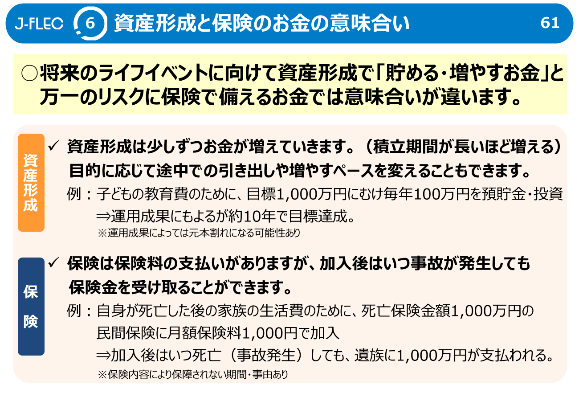 J-FLEC 6 資産形成と保険のお金の意味合い 61
○将来のライフイベントに向けて資産形成で「貯める・増やすお金」と
万一のリスクに保険で備えるお金では意味合いが違います。
資産形成
✓ 資産形成は少しずつお金が増えていきます。（積立期間が長いほど増える）
目的に応じて途中での引き出しや増やすペースを変えることもできます。
例：子どもの教育費のために、目標1,000万円にむけ毎年100万円を預貯金・投資
⇒運用成果にもよるが約10年で目標達成。
※運用成果によっては元本割れになる可能性あり
保険
✓ 保険は保険料の支払いがありますが、加入後はいつ事故が発生しても
保険金を受け取ることができます。
例：自身が死亡した後の家族の生活費のために、死亡保険金額1,000万円の
民間保険に月額保険料1,000円で加入
⇒加入後はいつ死亡（事故発生）しても、遺族に1,000万円が支払われる。
※保険内容により保障されない期間・事由あり